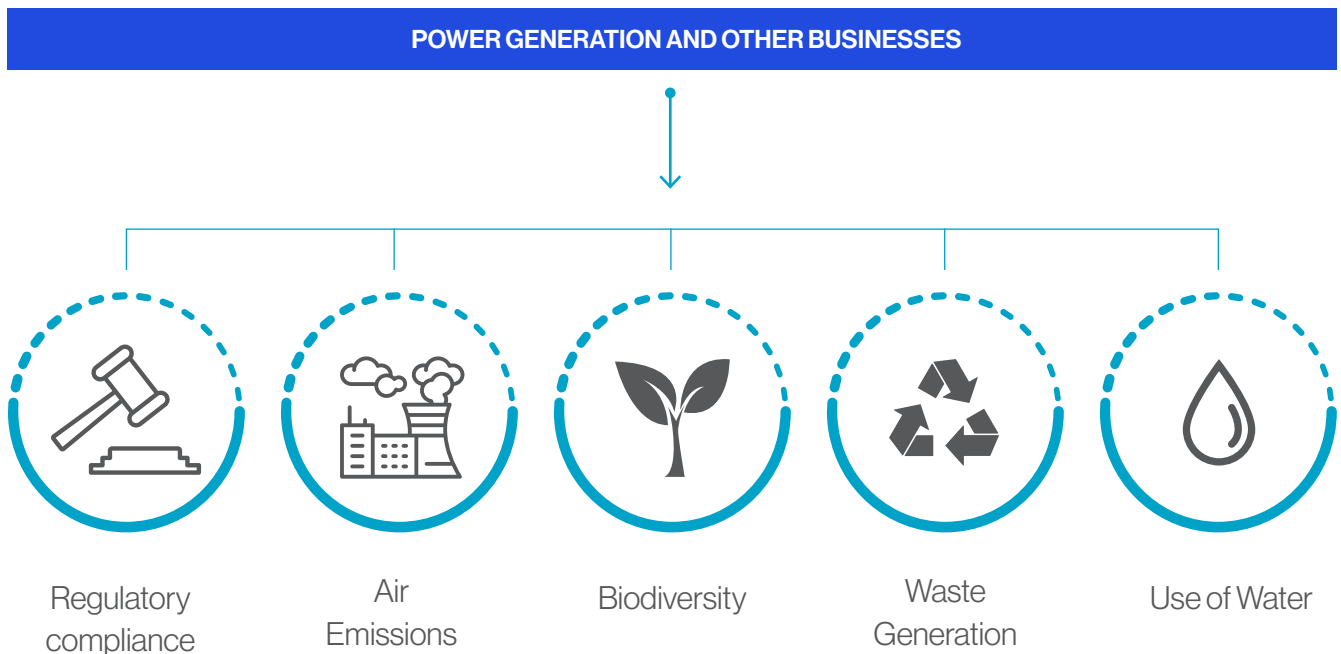 POWER GENERATION AND OTHER BUSINESSES
Regulatory
compliance
Air
Emissions
Biodiversity
Waste
Generation
Use of Water